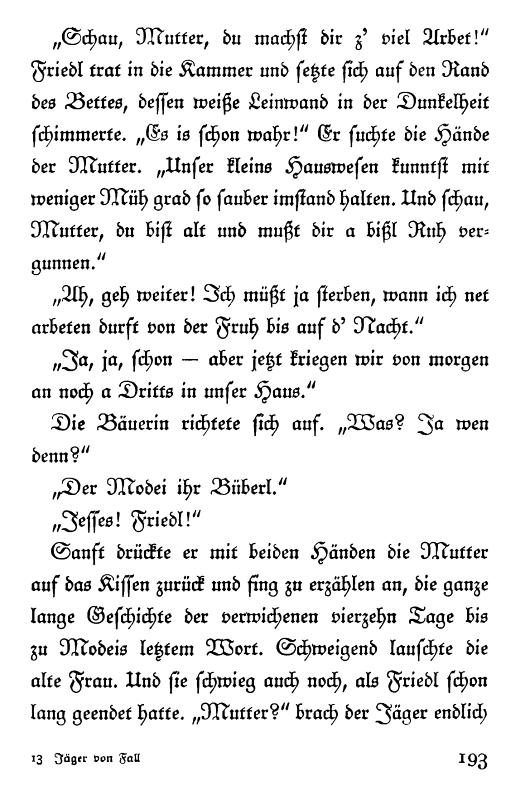 „Schau, Mutter, du machst dir z' viel Arbet!“
Friedl trat in die Kammer und setzte sich auf den Rand
des Bettes, dessen weiße Leinwand in der Dunkelheit
schimmerte. „Es is schon wahr!“ Er suchte die Hände
der Mutter. „Unser kleins Hauswesen kunntst mit
weniger Müh grad so sauber imstand halten. Und schau,
Mutter, du bist alt und mußt dir a bißl Ruh ver-
gunnen.“
„Ah, geh weiter! Ich müßt ja sterben, wann ich net
arbeten durft von der Fruh bis auf d' Nacht.“
„Ja, ja, schon — aber jetzt kriegen wir von morgen
an noch a Dritts in unser Haus.“
Die Bäuerin richtete sich auf. „Was? Ja wen
denn?“
„Der Modei ihr Büberl.“
„Jesses! Friedl!“
Sanft drückte er mit beiden Händen die Mutter
auf das Kissen zurück und fing zu erzählen an, die ganze
lange Geschichte der verwichenen vierzehn Tage bis
zu Modeis letztem Wort. Schweigend lauschte die
alte Frau. Und sie schwieg auch noch, als Friedl schon
lang geendet hatte. „Mutter?“ brach der Jäger endlich
13 Jäger von Fall 193